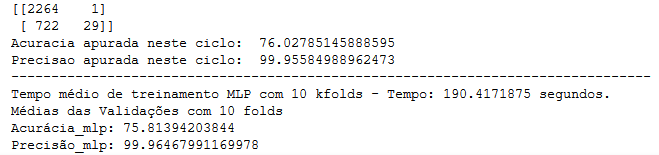 [[2264    1]
 [ 722   29]]
Acuracia apurada neste ciclo:  76.02785145888595
Precisao apurada neste ciclo:  99.95584988962473
--------------------------------------------------------------------------------
Tempo médio de treinamento MLP com 10 kfolds - Tempo: 190.4171875 segundos.
Médias das Validações com 10 folds
Acurácia_mlp: 75.81394203844
Precisão_mlp: 99.96467991169978